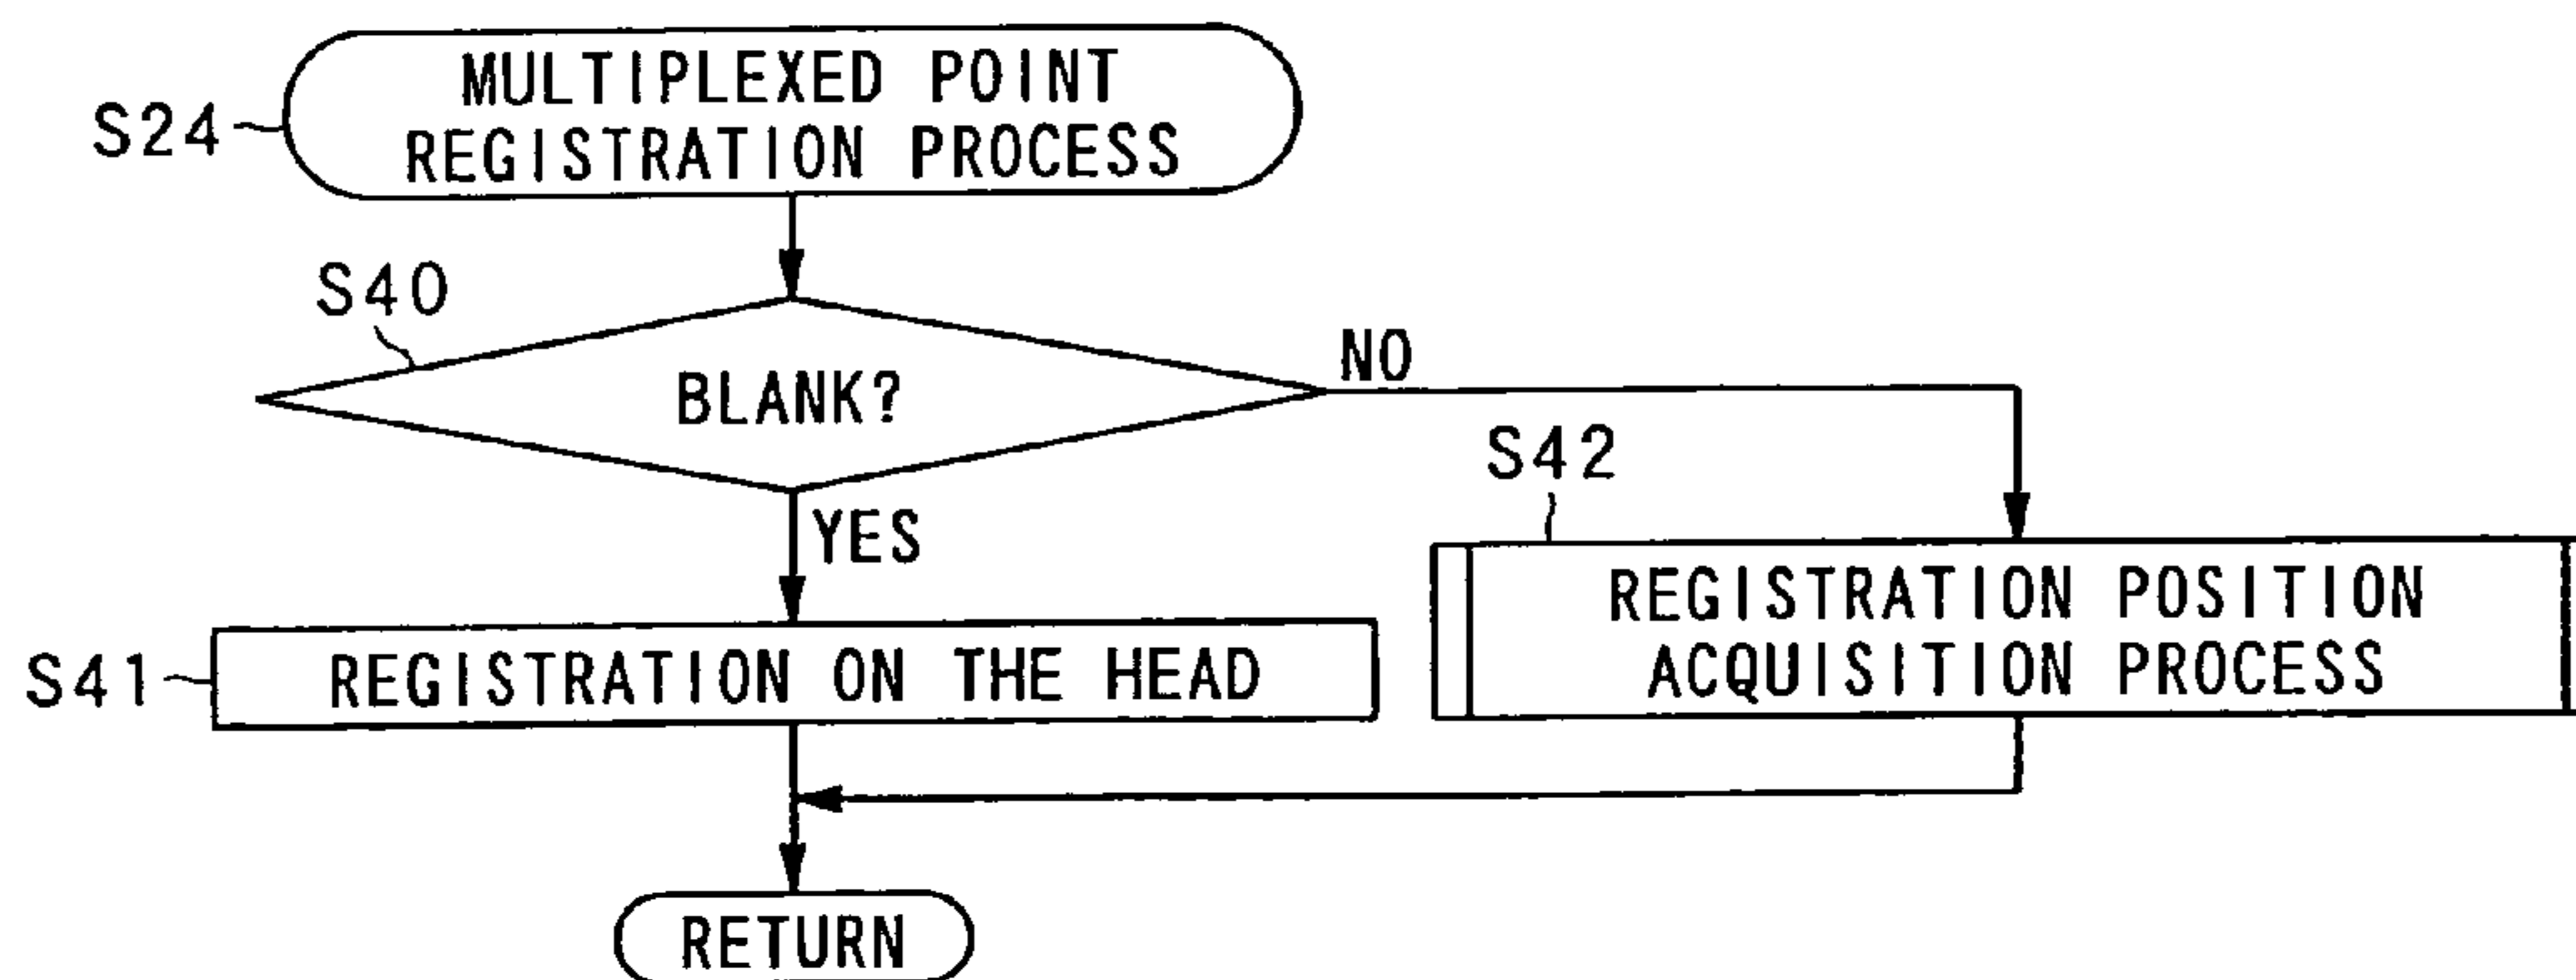 MULTIPLEXED POINT
REGISTRATION PROCESS
S24
S40
BLANK?
NO
S42
YES
REGISTRATION POSITION
ACQUISITION PROCESS
S41
REGISTRATION ON THE HEAD
RETURN